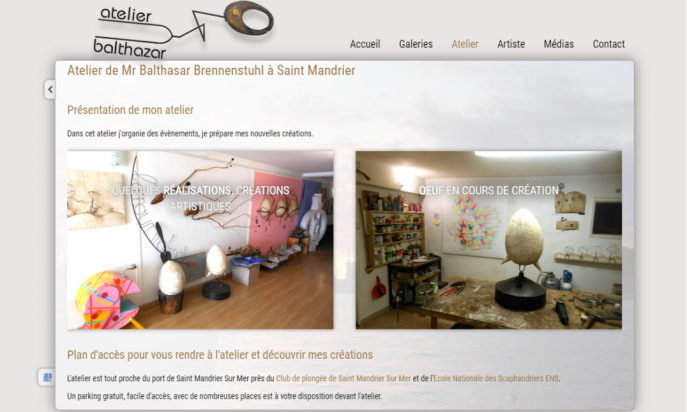 atelier
balthazar
Accueil Galeries Atelier Artiste Médias Contact
Atelier de Mr Balthasar Brennenstuhl à Saint Mandrier
Présentation de mon atelier
Dans cet atelier j'organise des évènements, je prépare mes nouvelles créations.
QUELQUES RÉALISATIONS, CRÉATIONS
ARTISTIQUES
OEUF EN COURS DE CRÉATION
Plan d'accès pour vous rendre à l'atelier et découvrir mes créations
L'atelier est tout proche du port de Saint Mandrier Sur Mer près du Club de plongée de Saint Mandrier Sur Mer et de l'Ecole Nationale des Scaphandriers ENS.
Un parking gratuit, facile d'accès, avec de nombreuses places est à votre disposition devant l'atelier.